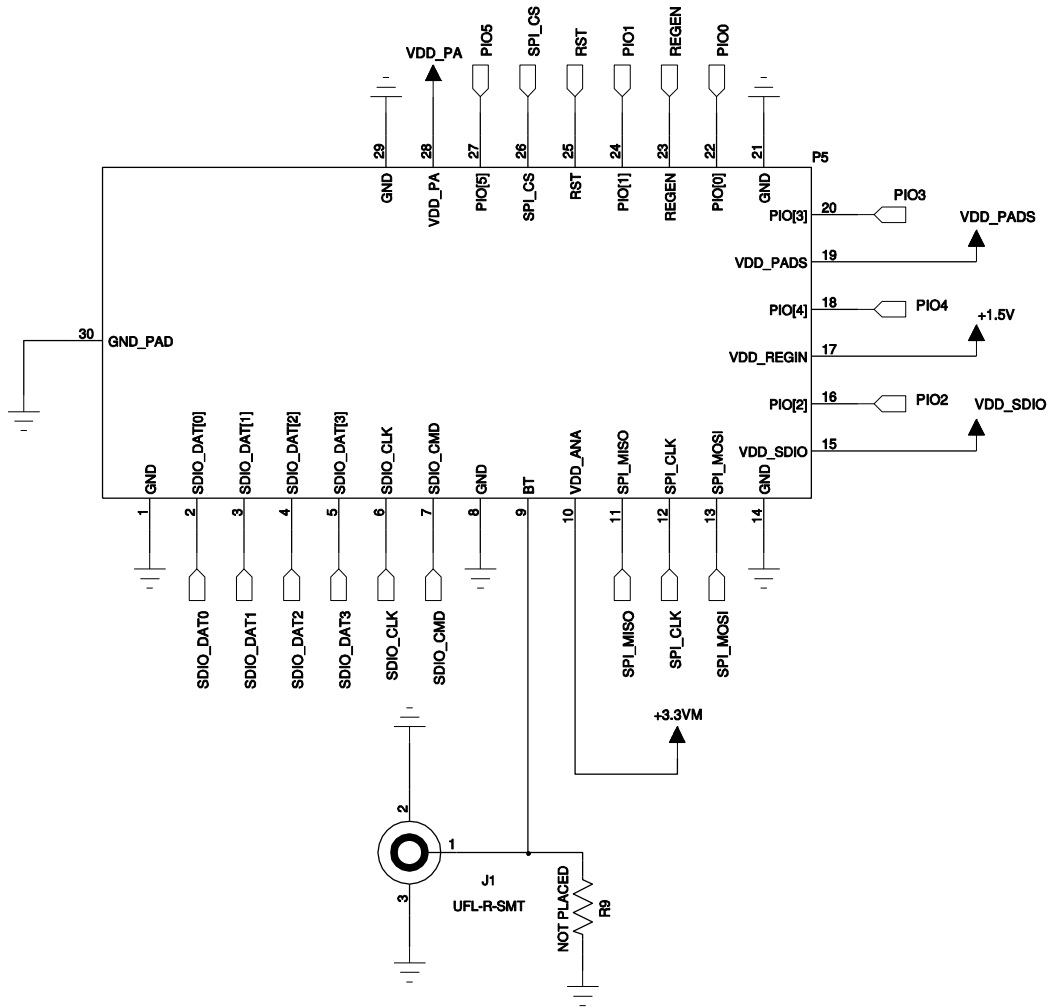 VDD_PA
PIO5
SPI_CS
RST
PIO1
REGEN
PIO0
29
28
27
26
25
24
23
22
21
P5
GND
VDD_PA
PIO[5]
SPI_CS
RST
PIO[1]
REGEN
PIO[0]
GND
PIO[3]
20
PIO3
VDD_PADS
VDD_PADS
19
PIO[4]
18
PIO4
+1.5V
VDD_REGIN
17
PIO[2]
16
PIO2
VDD_SDIO
VDD_SDIO
15
30
GND_PAD
GND
SDIO_DAT[0]
SDIO_DAT[1]
SDIO_DAT[2]
SDIO_DAT[3]
SDIO_CLK
SDIO_CMD
GND
BT
VDD_ANA
SPI_MISO
SPI_CLK
SPI_MOSI
GND
1
2
3
4
5
6
7
8
9
10
11
12
13
14
SDIO_DAT0
SDIO_DAT1
SDIO_DAT2
SDIO_DAT3
SDIO_CLK
SDIO_CMD
SPI_MISO
SPI_CLK
SPI_MOSI
+3.3VM
2
1
3
J1
UFL-R-SMT
NOT PLACED
R9